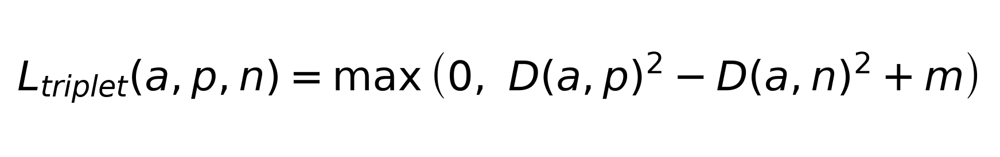 L_{triplet}(a, p, n) = max (0, D(a, p)^2 − D(a, n)^2 + m)